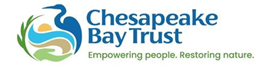 Chesapeake
Bay Trust
Empowering people. Restoring nature.